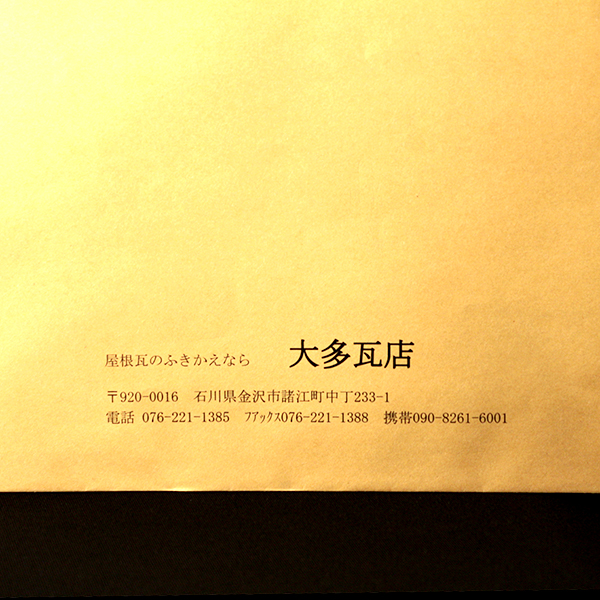 屋根瓦のふきかえなら 大多瓦店
〒920-0016 石川県金沢市諸江町中丁233-1
電話 076-221-1385 ﾌｱｯｸｽ076-221-1388 携帯090-8261-6001